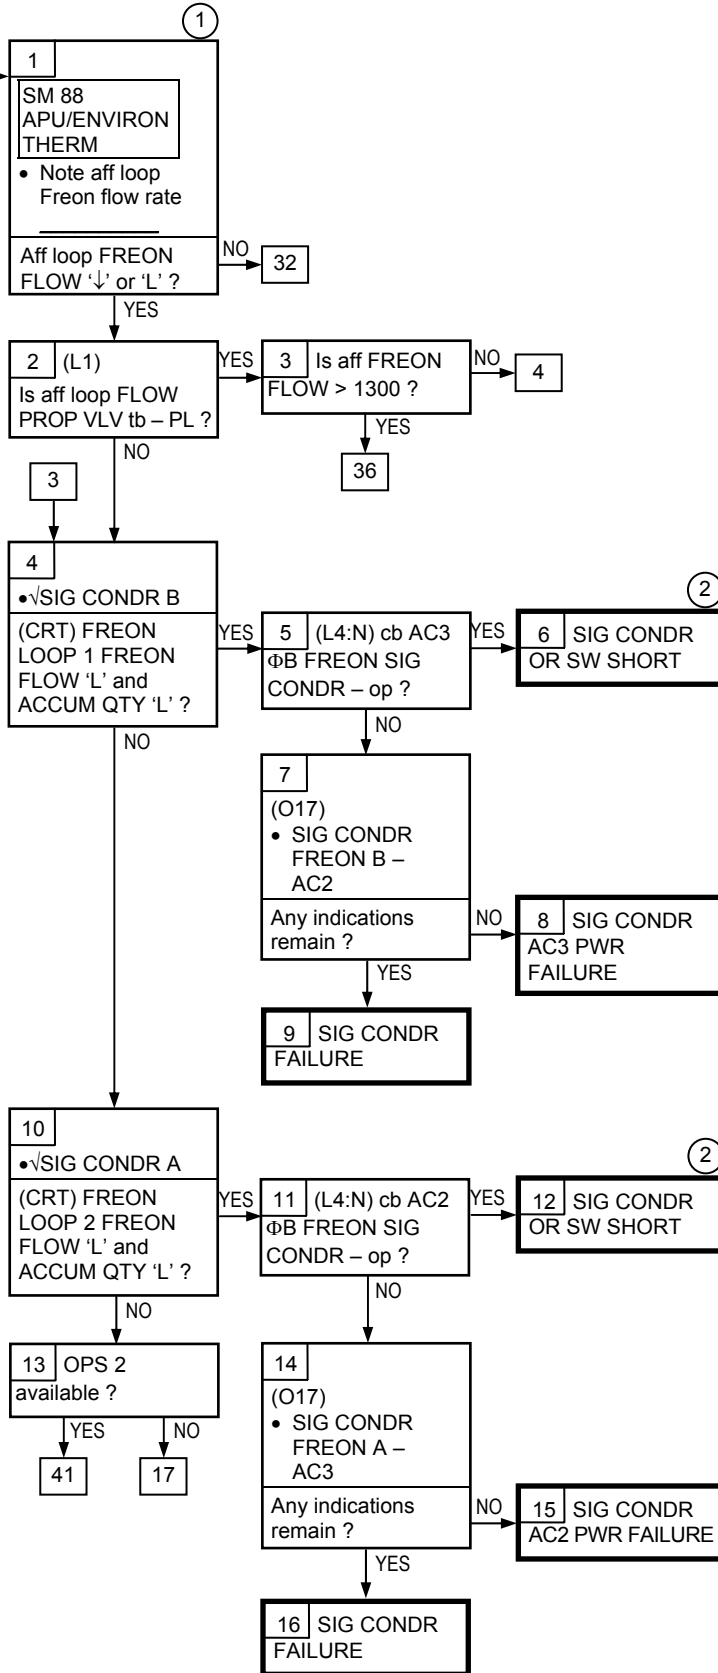 1
1
SM 88
APU/ENVIRON
THERM
• Note aff loop
Freon flow rate
Aff loop FREON
FLOW ‘↓’ or ‘L’ ?
NO
32
YES
2 (L1)
Is aff loop FLOW
PROP VLV tb – PL ?
YES
3 Is aff FREON
FLOW > 1300 ?
NO
4
YES
36
NO
3
4
•√SIG CONDR B
(CRT) FREON
LOOP 1 FREON
FLOW ‘L’ and
ACCUM QTY ‘L’ ?
YES
5 (L4:N) cb AC3
ΦB FREON SIG
CONDR – op ?
YES
2
6 SIG CONDR
OR SW SHORT
NO
NO
7
(O17)
• SIG CONDR
FREON B –
AC2
Any indications
remain ?
NO
8 SIG CONDR
AC3 PWR
FAILURE
YES
9 SIG CONDR
FAILURE
10
•√SIG CONDR A
(CRT) FREON
LOOP 2 FREON
FLOW ‘L’ and
ACCUM QTY ‘L’ ?
YES
11 (L4:N) cb AC2
ΦB FREON SIG
CONDR – op ?
YES
2
12 SIG CONDR
OR SW SHORT
NO
NO
13 OPS 2
available ?
YES
NO
41
17
14
(O17)
• SIG CONDR
FREON A –
AC3
Any indications
remain ?
NO
15 SIG CONDR
AC2 PWR FAILURE
YES
16 SIG CONDR
FAILURE